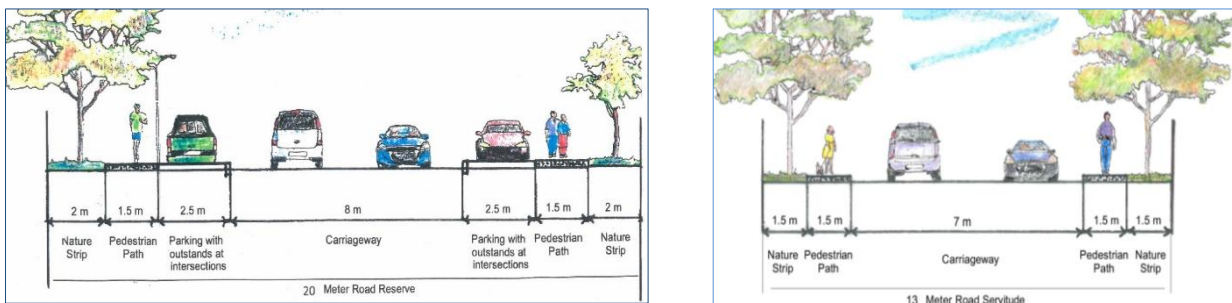 2 m 1.5 m 2.5 m 8 m 2.5 m 1.5 m 2 m
Nature Strip
Pedestrian Path
Parking with outstands at intersections
Carriageway
Parking with outstands at intersections
Pedestrian Path
Nature Strip
20 Meter Road Reserve
1.5 m 1.5 m 7 m 1.5 m 1.5 m
Nature Strip
Pedestrian Path
Carriageway
Pedestrian Path
Nature Strip
13 Meter Road Servitude